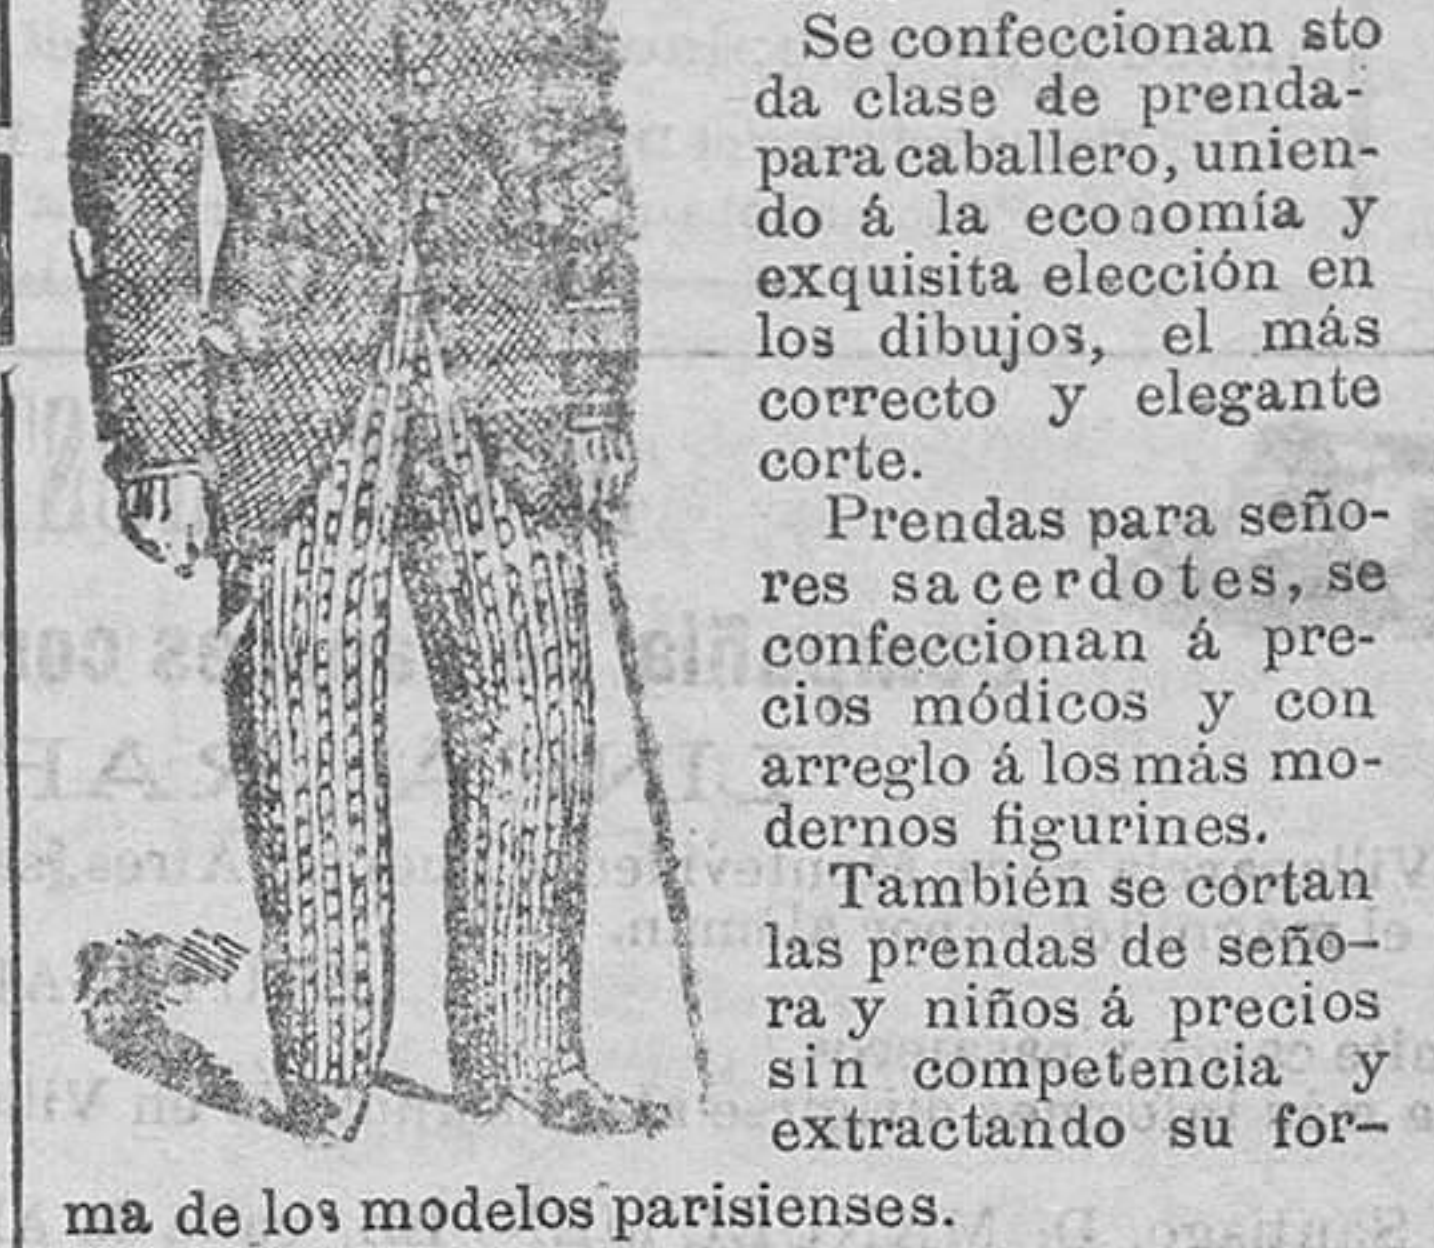 Se confeccionan sto
da clase de prenda-
para caballero, unien-
do á la economía y
exquisita elección en
los dibujos, el más
correcto y elegante
corte.
Prendas para seño-
res sacerdotes, se
confeccionan á pre-
cios módicos y con
arreglo á los más mo-
dernos figurines.
También se cortan
las prendas de seño-
ra y niños á precios
sin competencia y
extractando su for-
ma de los modelos parisienses.